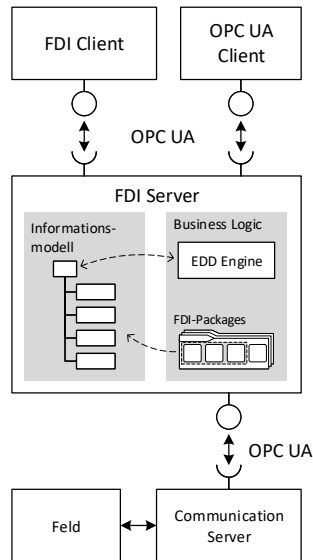 FDI Client
OPC UA
Client
OPC UA
FDI Server
Informations-
modell
Business Logic
EDD Engine
FDI-Packages
OPC UA
Feld
Communication
Server